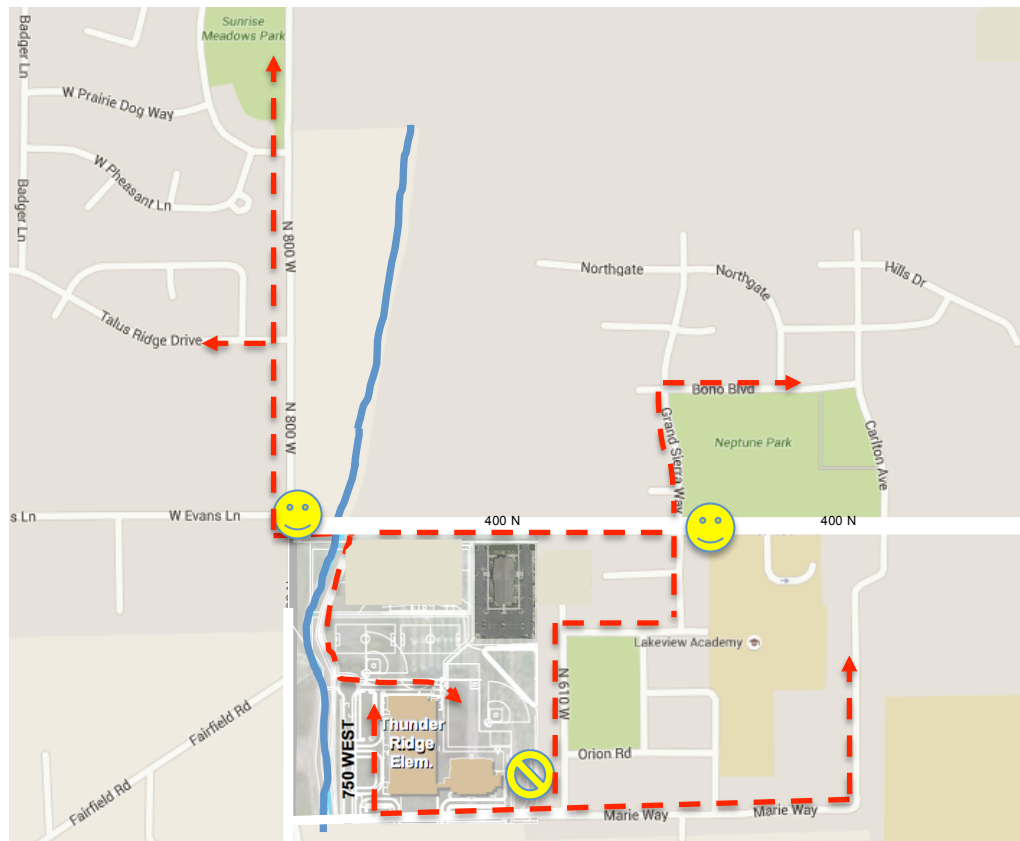 Sunrise
Meadows Park
Badger Ln
W Prairie Dog Way
W Pheasant Ln
Badger Ln
N 800 W
Northgate
Northgate
Hills Dr
Talus Ridge Drive
Bono Blvd
N 800 W
Grand Sierra Way
Neptune Park
Carlton Ave
s Ln
W Evans Ln
400 N
400 N
Lakeview Academy
N 610 W
Fairfield Rd
Thunder
Ridge
Elem.
750 WEST
Orion Rd
Fairfield Rd
Marie Way
Marie Way